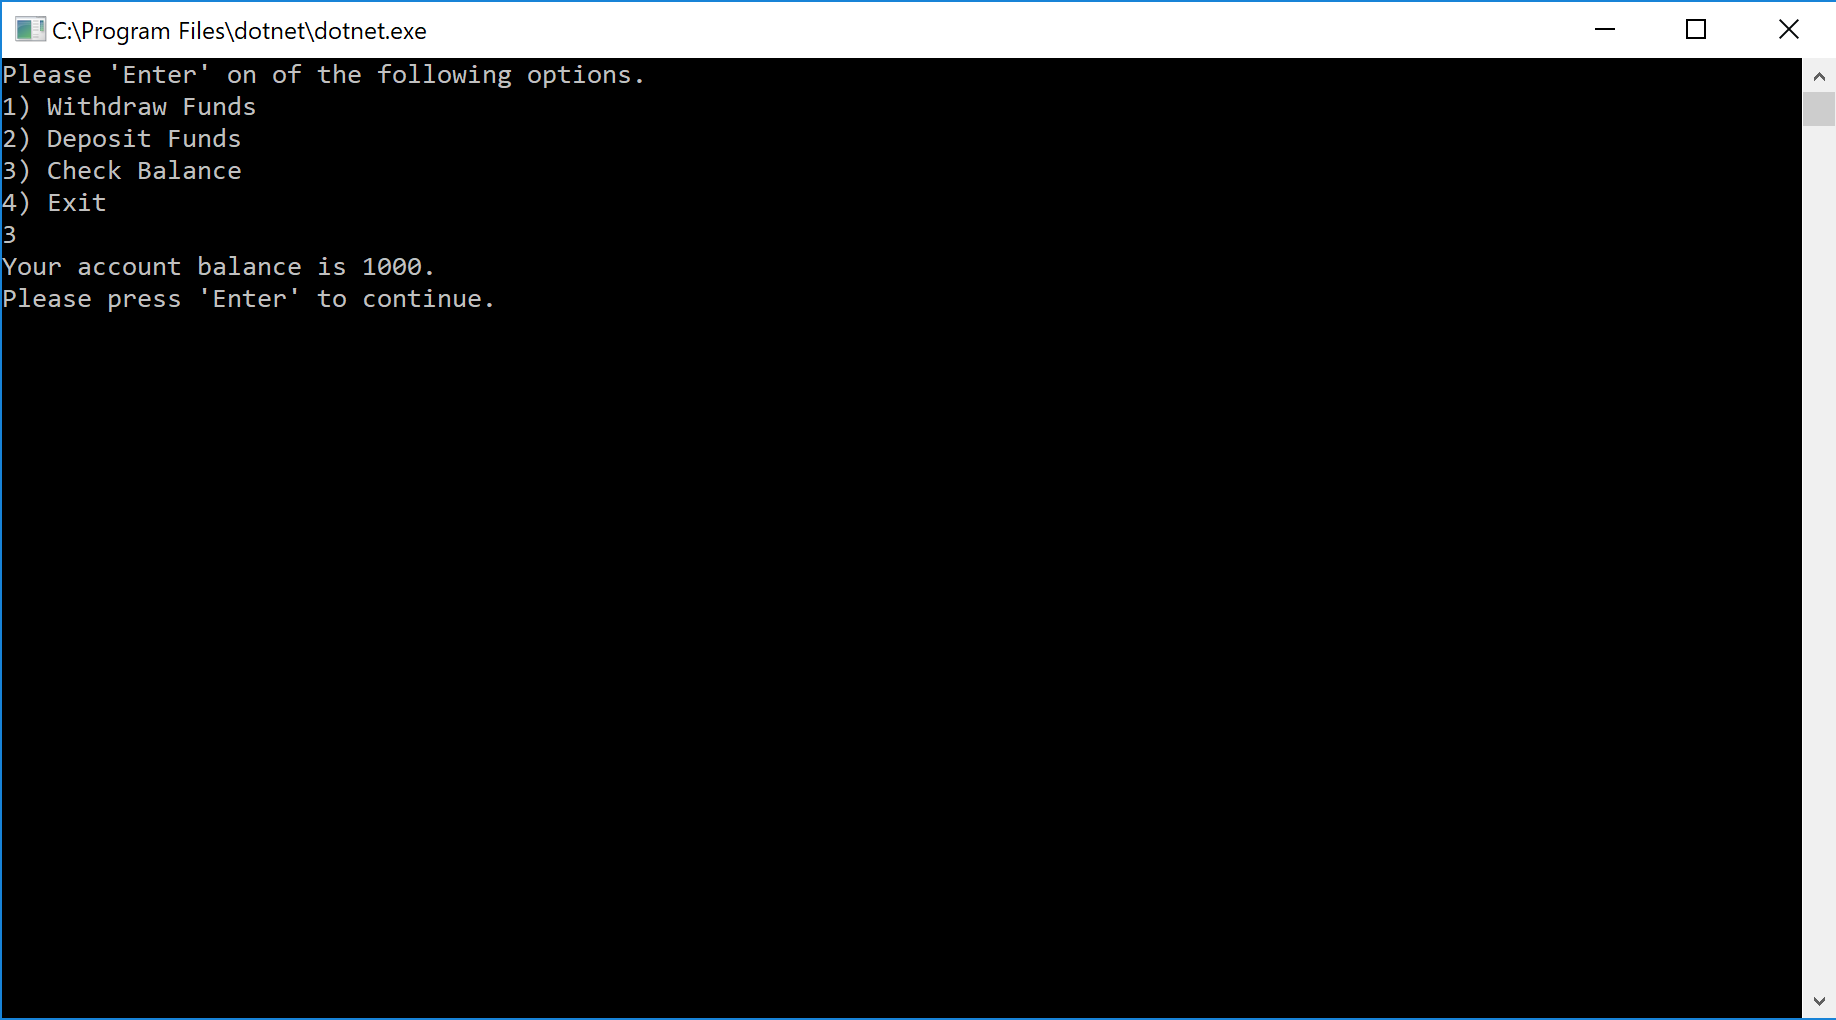 C:\Program Files\dotnet\dotnet.exe
Please 'Enter' on of the following options.
1) Withdraw Funds
2) Deposit Funds
3) Check Balance
4) Exit
3
Your account balance is 1000.
Please press 'Enter' to continue.